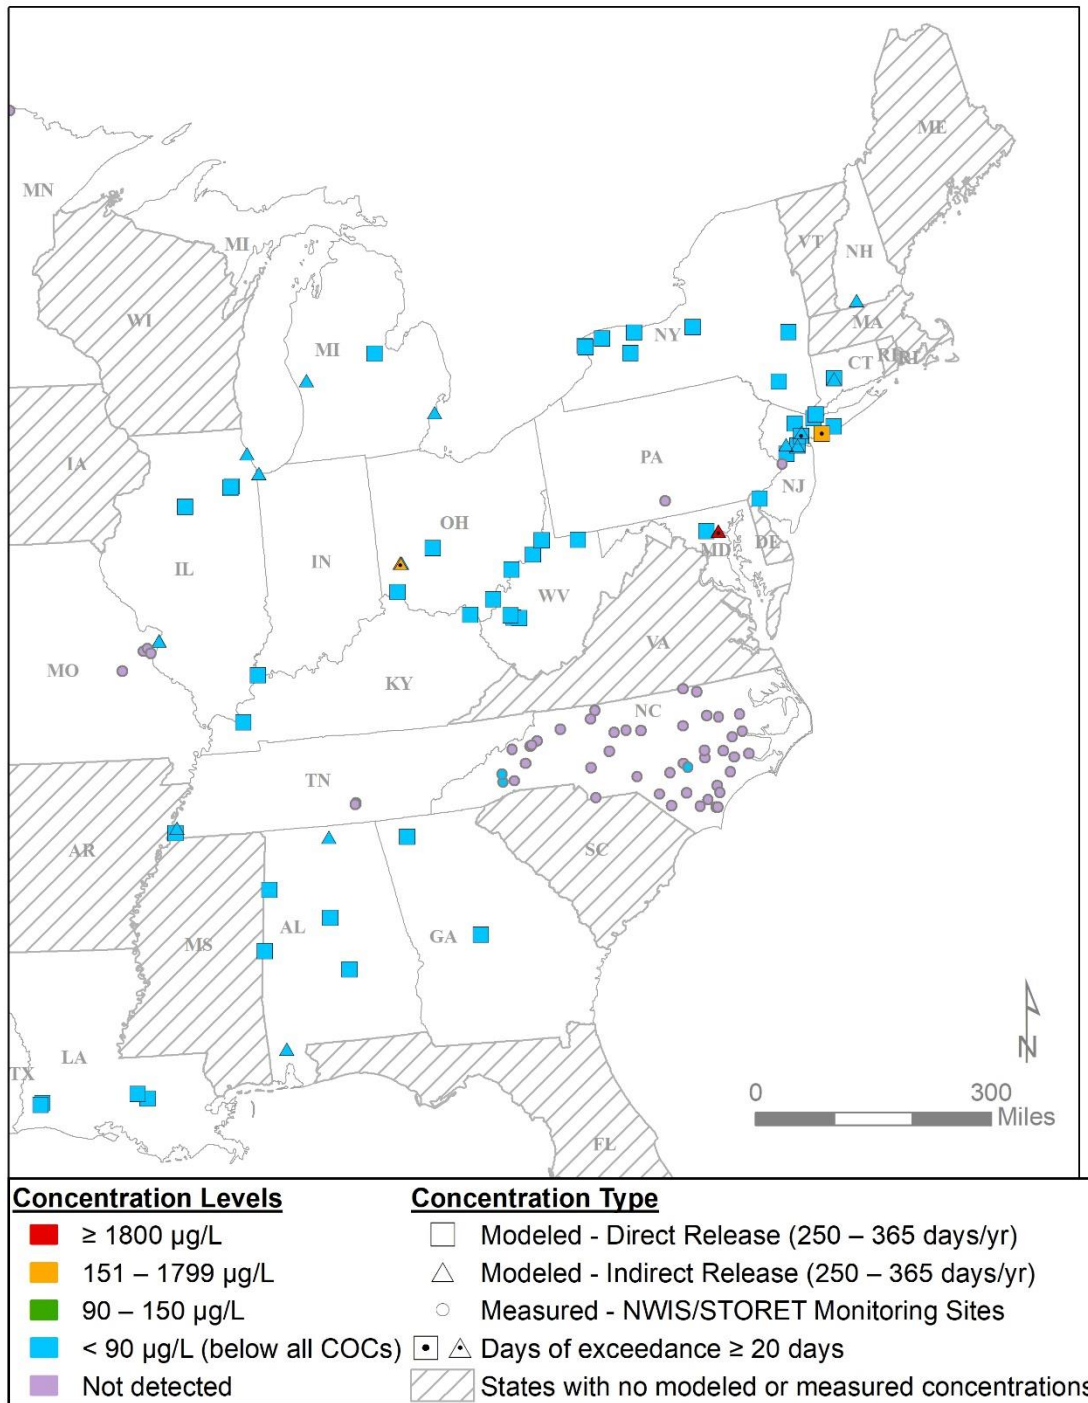 ME
MN
VT
NH
MI
WI
MA
NY
MI
CT
RI
RI
IA
PA
NJ
OH
MD
DE
IL
IN
WV
VA
MO
KY
NC
TN
AR
SC
MS
AL
GA
N
LA
TX
0
300
Miles
FL
Concentration Levels
≥ 1800 µg/L
151 – 1799 µg/L
90 – 150 µg/L
< 90 µg/L (below all COCs)
Not detected
Concentration Type
Modeled - Direct Release (250 – 365 days/yr)
Modeled - Indirect Release (250 – 365 days/yr)
Measured - NWIS/STORET Monitoring Sites
Days of exceedance ≥ 20 days
States with no modeled or measured concentrations